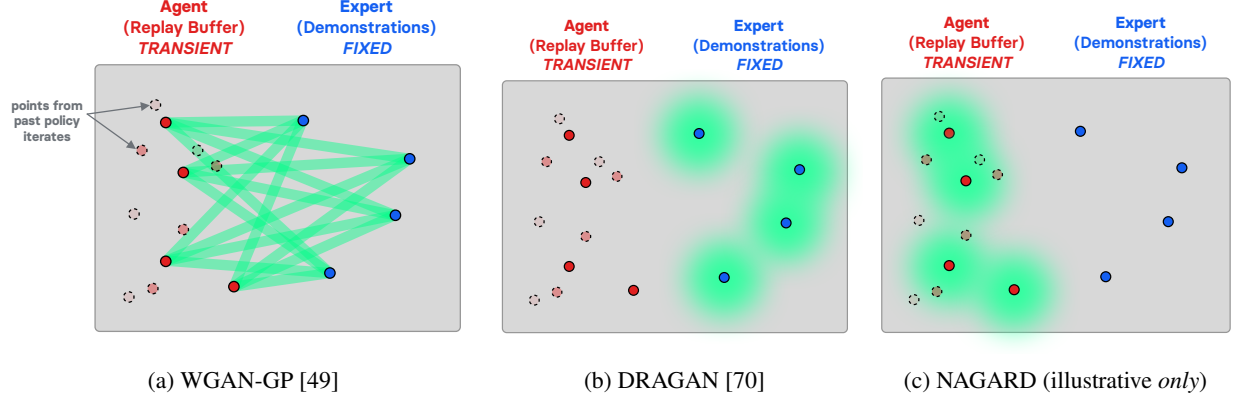 Agent
(Replay Buffer)
TRANSIENT
Expert
(Demonstrations)
FIXED
points from
past policy
iterates
(a) WGAN-GP [49]
Agent
(Replay Buffer)
TRANSIENT
Expert
(Demonstrations)
FIXED
(b) DRAGAN [70]
Agent
(Replay Buffer)
TRANSIENT
Expert
(Demonstrations)
FIXED
(c) NAGARD (illustrative only)